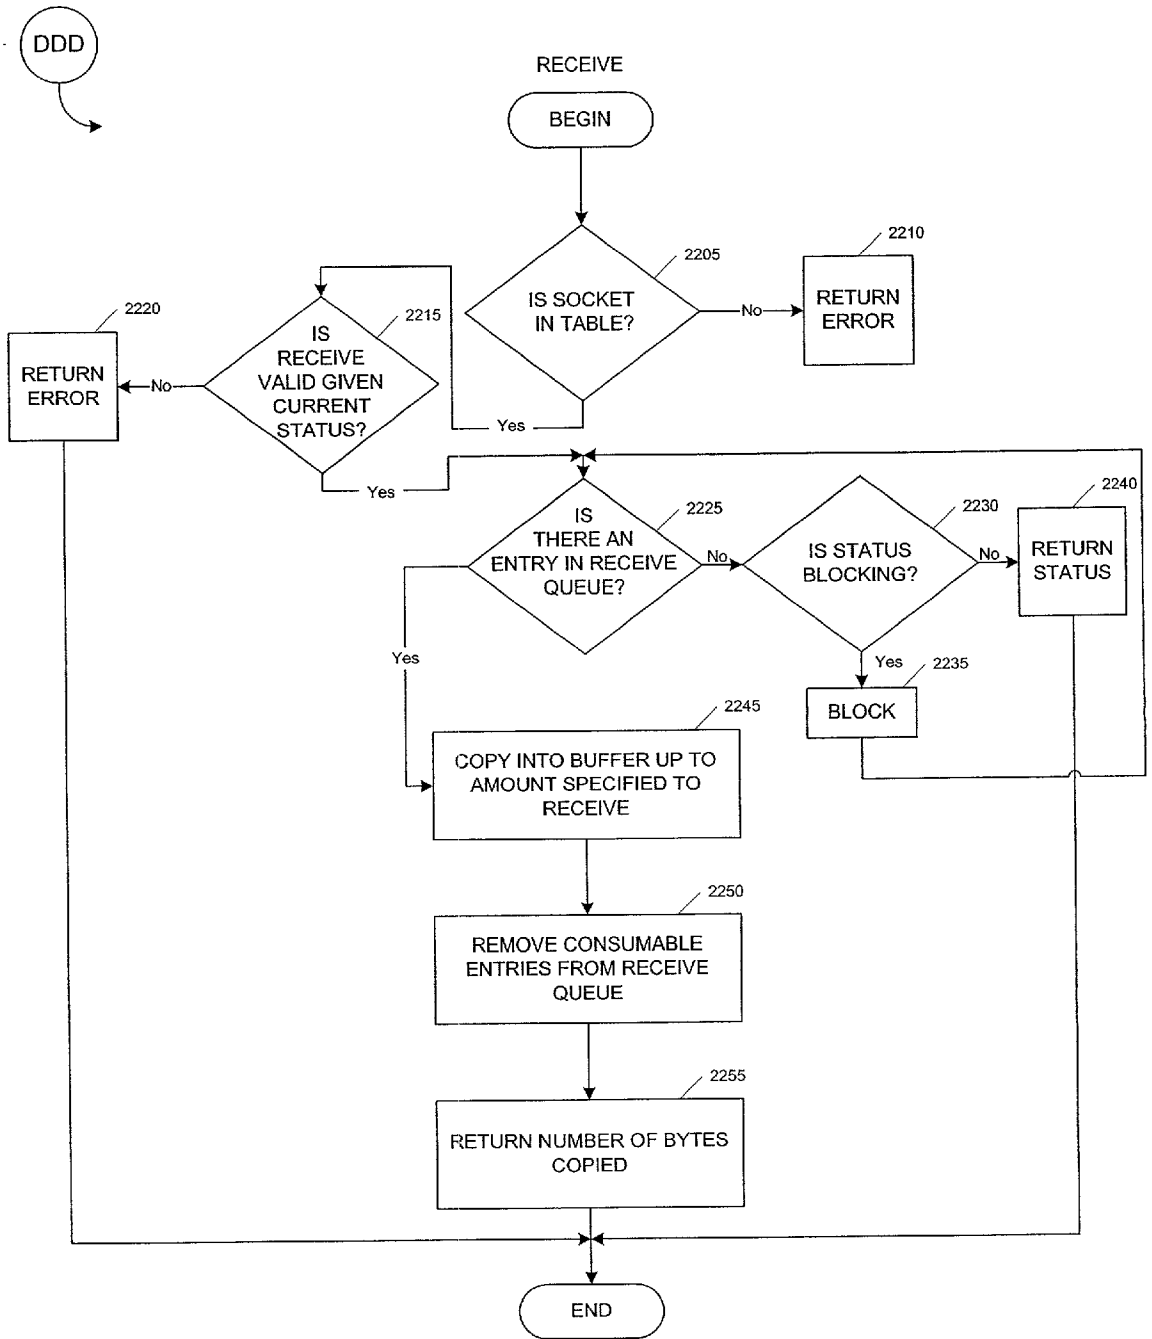 DDD
RECEIVE
BEGIN
2205
IS SOCKET
IN TABLE?
No
2210
RETURN
ERROR
Yes
2215
IS
RECEIVE
VALID GIVEN
CURRENT
STATUS?
No
2220
RETURN
ERROR
Yes
2225
IS
THERE AN
ENTRY IN RECEIVE
QUEUE?
No
2230
IS STATUS
BLOCKING?
No
2240
RETURN
STATUS
Yes
2235
BLOCK
Yes
2245
COPY INTO BUFFER UP TO
AMOUNT SPECIFIED TO
RECEIVE
2250
REMOVE CONSUMABLE
ENTRIES FROM RECEIVE
QUEUE
2255
RETURN NUMBER OF BYTES
COPIED
END